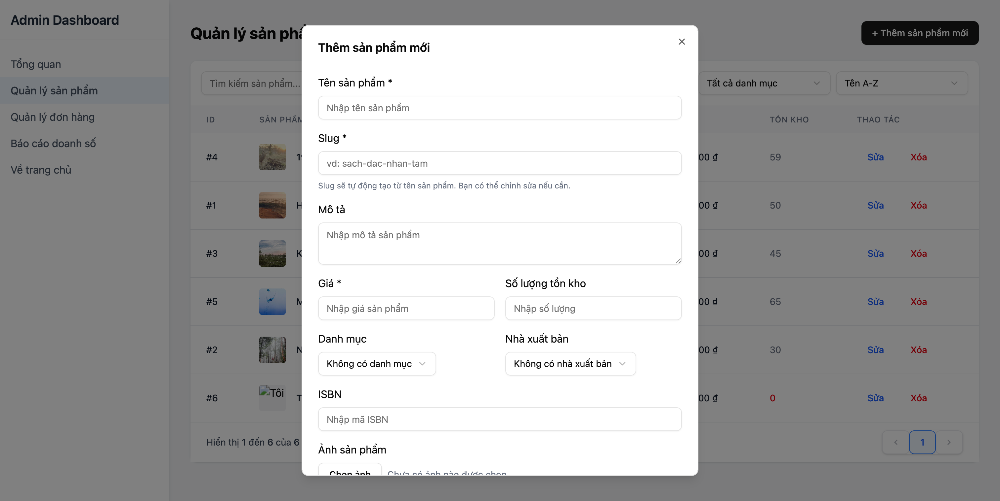 Admin Dashboard
Tổng quan
Quản lý sản phẩm
Quản lý đơn hàng
Báo cáo doanh số
Về trang chủ
Quản lý sản
+ Thêm sản phẩm mới
Tìm kiếm sản phẩm...
Tất cả danh mục
Tên A-Z
ID SẢN PHẨM TỒN KHO THAO TÁC
#4 00 ₫ 59 Sửa Xóa
#1 00 ₫ 50 Sửa Xóa
#3 00 ₫ 45 Sửa Xóa
#5 00 ₫ 65 Sửa Xóa
#2 00 ₫ 30 Sửa Xóa
#6 Tôi 00 ₫ 0 Sửa Xóa
Hiển thị 1 đến 6 của 6
1
Thêm sản phẩm mới
Tên sản phẩm *
Nhập tên sản phẩm
Slug *
vd: sach-dac-nhan-tam
Slug sẽ tự động tạo từ tên sản phẩm. Bạn có thể chỉnh sửa nếu cần.
Mô tả
Nhập mô tả sản phẩm
Giá * Số lượng tồn kho
Nhập giá sản phẩm Nhập số lượng
Danh mục Nhà xuất bản
Không có danh mục Không có nhà xuất bản
ISBN
Nhập mã ISBN
Ảnh sản phẩm
Chọn ảnh Chưa có ảnh nào được chọn